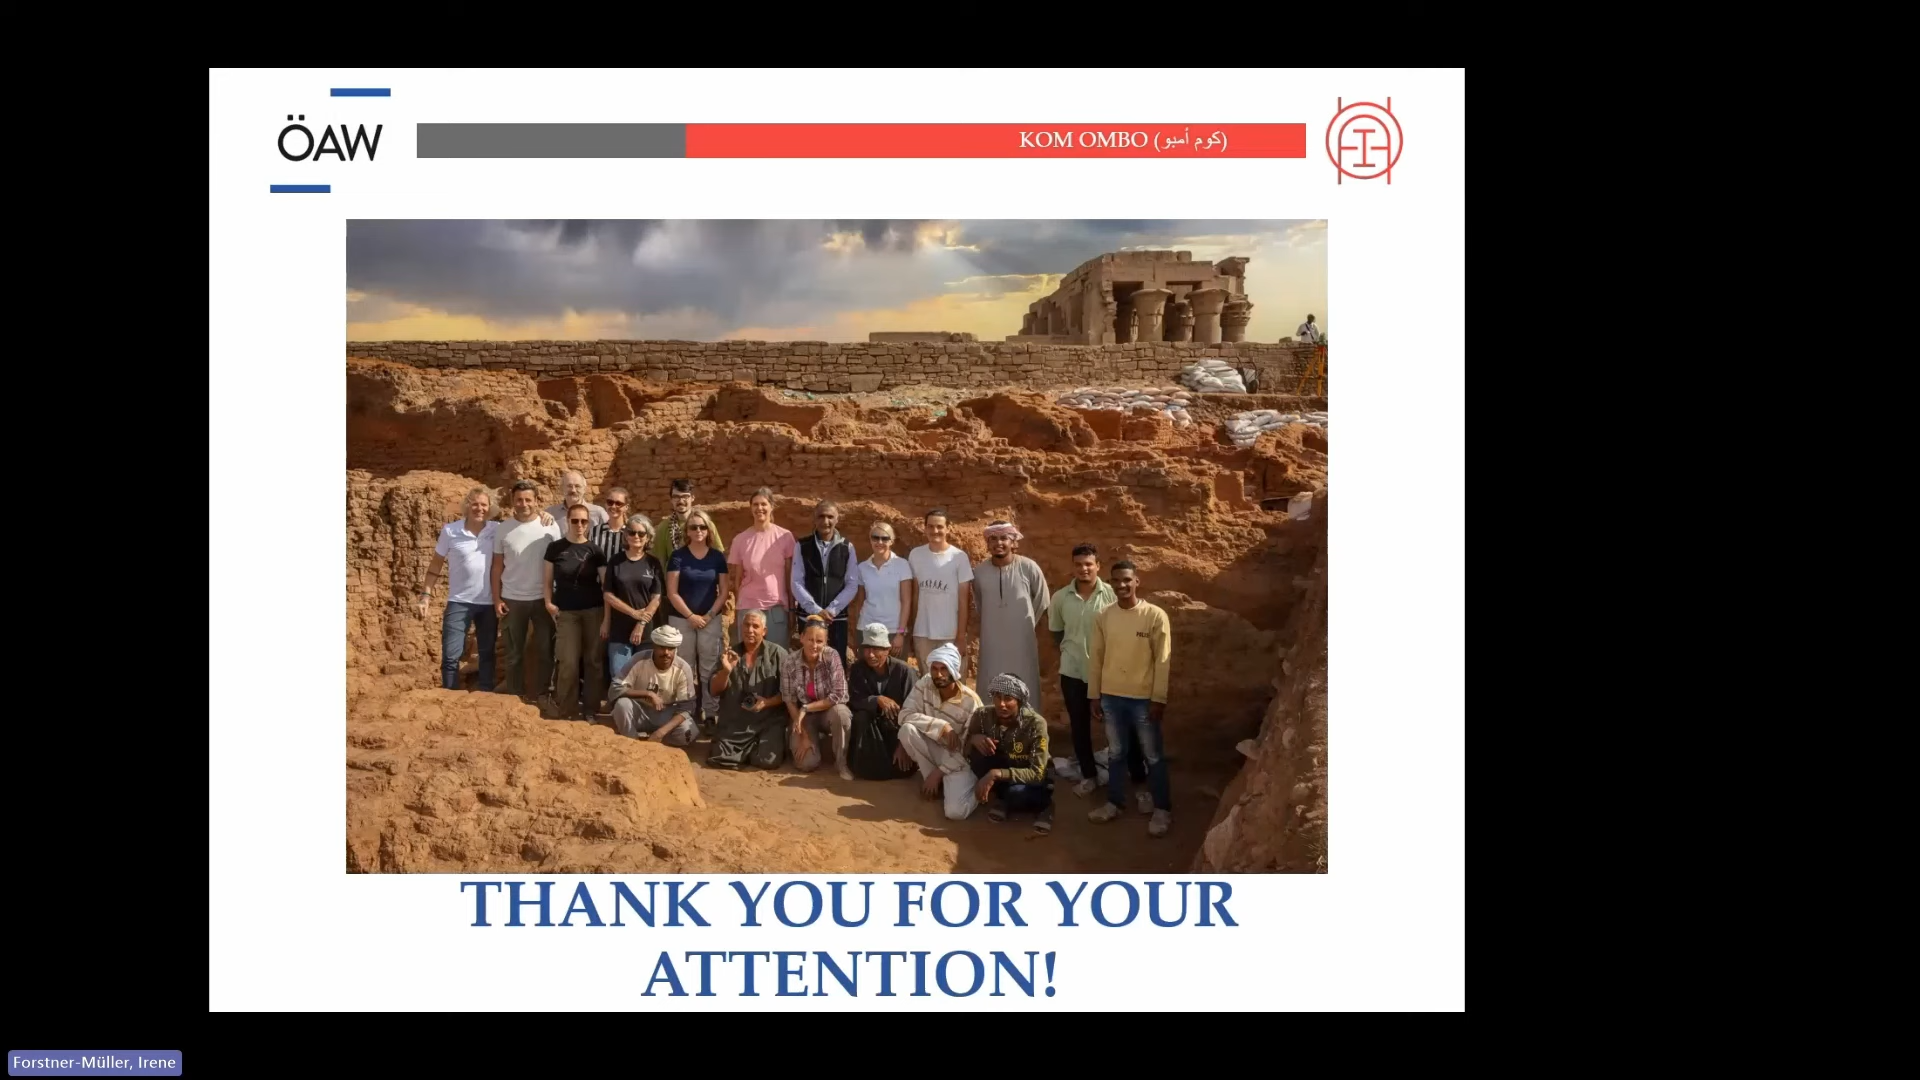 ÖAW
KOM OMBO (كوم أمبو)
THANK YOU FOR YOUR
ATTENTION!
Forstner-Müller, Irene